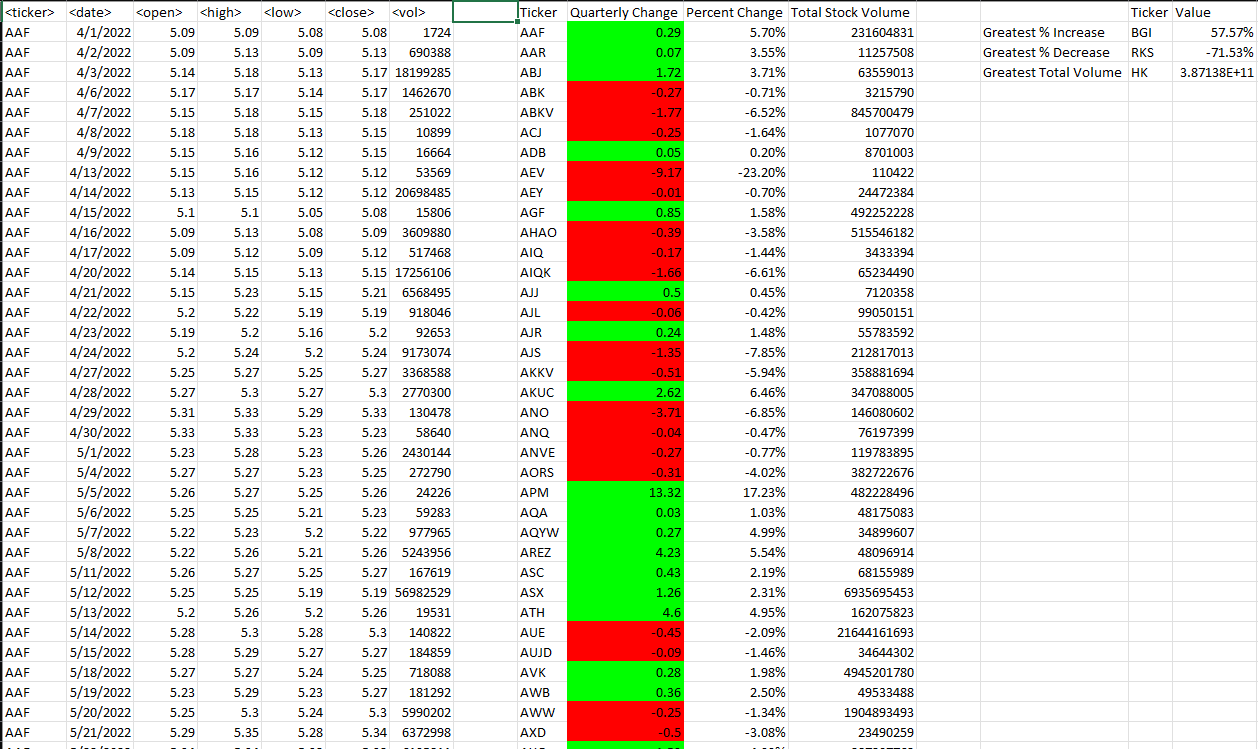 <ticker> <date> <open> <high> <low> <close> <vol> Ticker Quarterly Change Percent Change Total Stock Volume Ticker Value
AAF 4/1/2022 5.09 5.09 5.08 5.08 1724 AAF 0.29 5.70% 231604831 Greatest % Increase BGI 57.57%
AAF 4/2/2022 5.09 5.13 5.09 5.13 690388 AAR 0.07 3.55% 11257508 Greatest % Decrease RKS -71.53%
AAF 4/3/2022 5.14 5.18 5.13 5.17 18199285 ABJ 1.72 3.71% 63559013 Greatest Total Volume HK 3.87138E+11
AAF 4/6/2022 5.17 5.17 5.14 5.17 1462670 ABK -0.27 -0.71% 3215790
AAF 4/7/2022 5.15 5.18 5.15 5.18 251022 ABKV -1.77 -6.52% 845700479
AAF 4/8/2022 5.18 5.18 5.13 5.15 10899 ACJ -0.25 -1.64% 1077070
AAF 4/9/2022 5.15 5.16 5.12 5.15 16664 ADB 0.05 0.20% 8701003
AAF 4/13/2022 5.15 5.16 5.12 5.12 53569 AEV -9.17 -23.20% 110422
AAF 4/14/2022 5.13 5.15 5.12 5.12 20698485 AEY -0.01 -0.70% 24472384
AAF 4/15/2022 5.1 5.1 5.05 5.08 15806 AGF 0.85 1.58% 492252228
AAF 4/16/2022 5.09 5.13 5.08 5.09 3609880 AHAO -0.39 -3.58% 515546182
AAF 4/17/2022 5.09 5.12 5.09 5.12 517468 AIQ -0.17 -1.44% 3433394
AAF 4/20/2022 5.14 5.15 5.13 5.15 17256106 AIQK -1.66 -6.61% 65234490
AAF 4/21/2022 5.15 5.23 5.15 5.21 6568495 AJJ 0.5 0.45% 7120358
AAF 4/22/2022 5.2 5.22 5.19 5.19 918046 AJL -0.06 -0.42% 99050151
AAF 4/23/2022 5.19 5.2 5.16 5.2 92653 AJR 0.24 1.48% 55783592
AAF 4/24/2022 5.2 5.24 5.2 5.24 9173074 AJS -1.35 -7.85% 212817013
AAF 4/27/2022 5.25 5.27 5.25 5.27 3368588 AKKV -0.51 -5.94% 358881694
AAF 4/28/2022 5.27 5.3 5.27 5.3 2770300 AKUC 2.62 6.46% 347088005
AAF 4/29/2022 5.31 5.33 5.29 5.33 130478 ANO -3.71 -6.85% 146080602
AAF 4/30/2022 5.33 5.33 5.23 5.23 58640 ANQ -0.04 -0.47% 76197399
AAF 5/1/2022 5.23 5.28 5.23 5.26 2430144 ANVE -0.27 -0.77% 119783895
AAF 5/4/2022 5.27 5.27 5.23 5.25 272790 AORS -0.31 -4.02% 382722676
AAF 5/5/2022 5.26 5.27 5.25 5.26 24226 APM 13.32 17.23% 482228496
AAF 5/6/2022 5.25 5.25 5.21 5.23 59283 AQA 0.03 1.03% 48175083
AAF 5/7/2022 5.22 5.23 5.2 5.22 977965 AQYW 0.27 4.99% 34899607
AAF 5/8/2022 5.22 5.26 5.21 5.26 5243956 AREZ 4.23 5.54% 48096914
AAF 5/11/2022 5.26 5.27 5.25 5.27 167619 ASC 0.43 2.19% 68155989
AAF 5/12/2022 5.25 5.25 5.19 5.19 56982529 ASX 1.26 2.31% 6935695453
AAF 5/13/2022 5.2 5.26 5.2 5.26 19531 ATH 4.6 4.95% 162075823
AAF 5/14/2022 5.28 5.3 5.28 5.3 140822 AUE -0.45 -2.09% 21644161693
AAF 5/15/2022 5.28 5.29 5.27 5.27 184859 AUJD -0.09 -1.46% 34644302
AAF 5/18/2022 5.27 5.27 5.24 5.25 718088 AVK 0.28 1.98% 4945201780
AAF 5/19/2022 5.23 5.29 5.23 5.27 181292 AWB 0.36 2.50% 49533488
AAF 5/20/2022 5.25 5.3 5.24 5.3 5990202 AWW -0.25 -1.34% 1904893493
AAF 5/21/2022 5.29 5.35 5.28 5.34 6372998 AXD -0.5 -3.08% 23490259